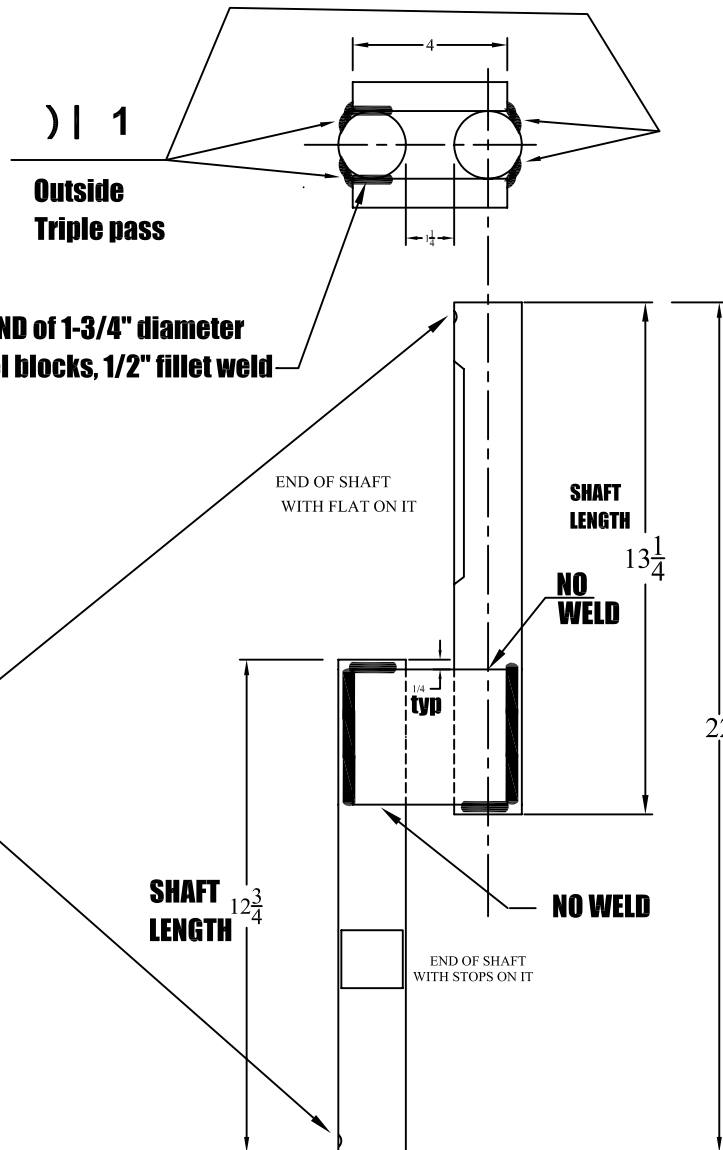 4
)| 1
Outside
Triple pass
1 1/4
ND of 1-3/4" diameter
l blocks, 1/2" fillet weld
END OF SHAFT
WITH FLAT ON IT
SHAFT
LENGTH
13 1/4
NO
WELD
1/4
typ
SHAFT
LENGTH
12 3/4
NO WELD
END OF SHAFT
WITH STOPS ON IT